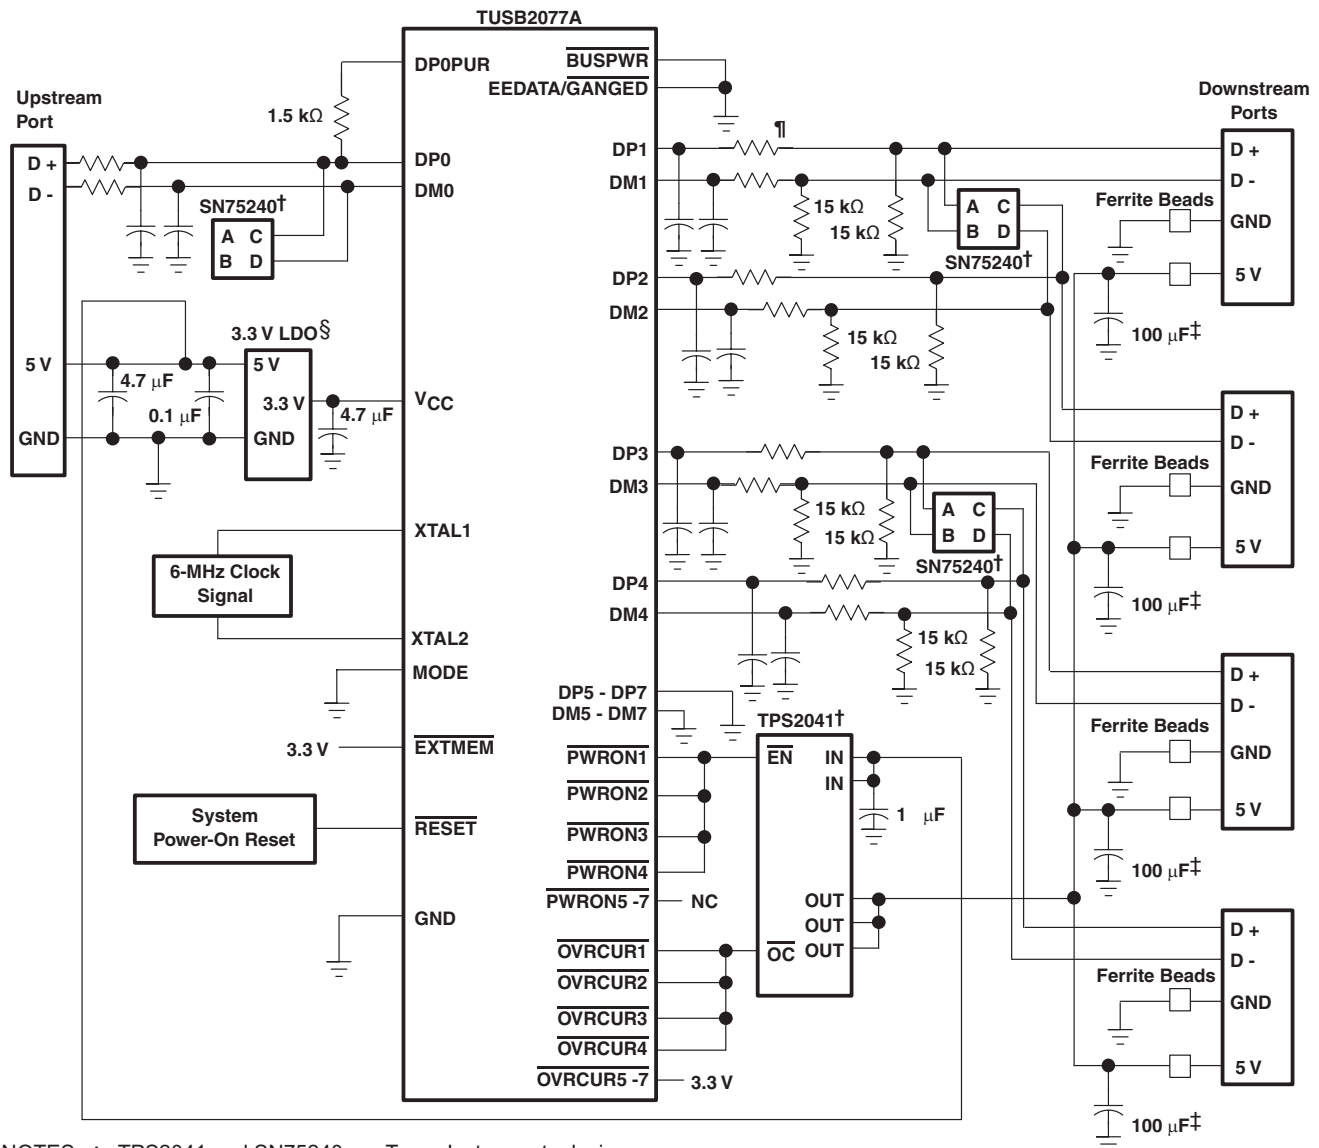 TUSB2077A
Upstream
Port
D +
D -
5 V
GND
1.5 kΩ
SN75240†
A C
B D
3.3 V LDO§
5 V
3.3 V
GND
4.7 μF
0.1 μF
4.7 μF
6-MHz Clock
Signal
3.3 V
System
Power-On Reset
DP0PUR
DP0
DM0
VCC
XTAL1
XTAL2
MODE
EXTMEM
RESET
GND
BUSPWR
EEDATA/GANGED
DP1
DM1
DP2
DM2
DP3
DM3
DP4
DM4
DP5 - DP7
DM5 - DM7
PWRON1
PWRON2
PWRON3
PWRON4
PWRON5 -7
NC
OVRCUR1
OVRCUR2
OVRCUR3
OVRCUR4
OVRCUR5 -7
3.3 V
¶
15 kΩ
15 kΩ
A C
B D
SN75240†
15 kΩ
15 kΩ
15 kΩ
15 kΩ
A C
B D
SN75240†
15 kΩ
15 kΩ
TPS2041†
EN
IN
IN
1 μF
OUT
OUT
OC OUT
Downstream
Ports
D +
D -
Ferrite Beads
GND
5 V
100 μF‡
D +
D -
Ferrite Beads
GND
5 V
100 μF‡
D +
D -
Ferrite Beads
GND
5 V
100 μF‡
D +
D -
Ferrite Beads
GND
5 V
100 μF‡